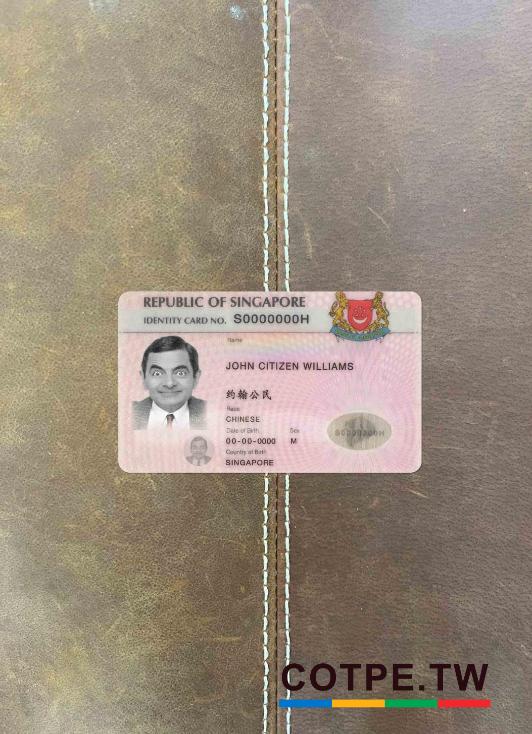 REPUBLIC OF SINGAPORE
IDENTITY CARD NO. S0000000H
Name
JOHN CITIZEN WILLIAMS
约翰公民
Race
CHINESE
Date of Birth Sex
00-00-0000 M
S0000000H
Country of Birth
SINGAPORE
COTPE.TW